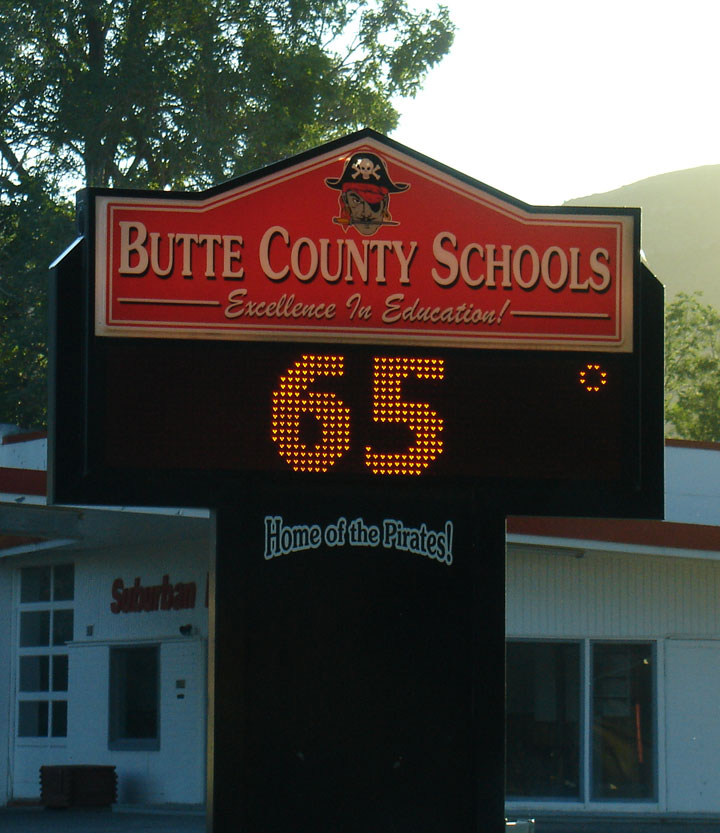 BUTTE COUNTY SCHOOLS
Excellence In Education!
65°
Home of the Pirates!
Suburban